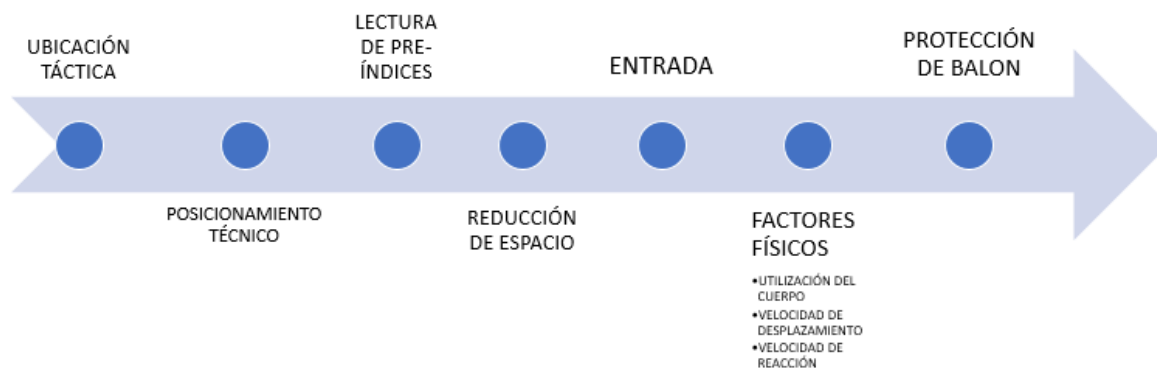 UBICACIÓN
TÁCTICA
POSICIONAMIENTO
TÉCNICO
LECTURA
DE PRE-
ÍNDICES
REDUCCIÓN
DE ESPACIO
ENTRADA
FACTORES
FÍSICOS
•UTILIZACIÓN DEL
CUERPO
•VELOCIDAD DE
DESPLAZAMIENTO
•VELOCIDAD DE
REACCIÓN
PROTECCIÓN
DE BALON